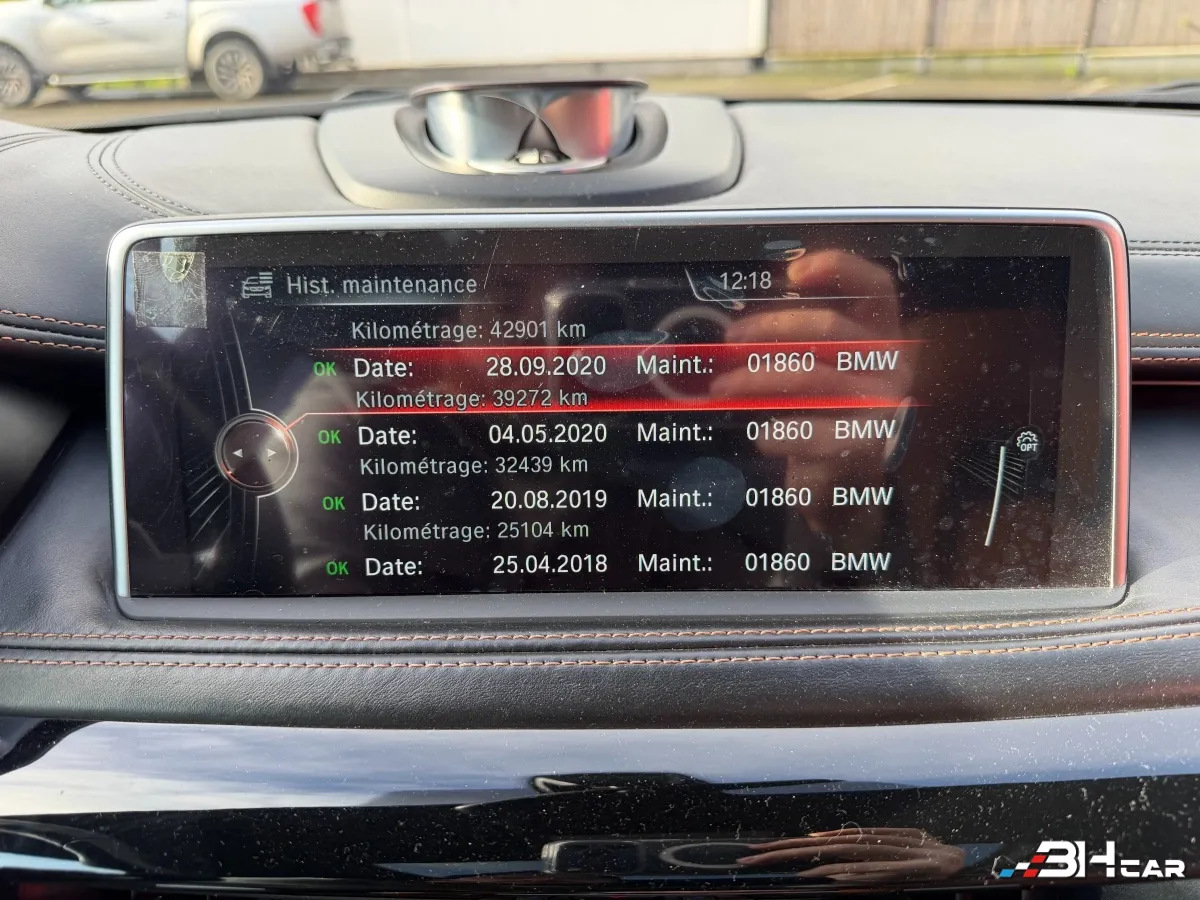 Hist. maintenance 12:18
Kilométrage: 42901 km
OK Date: 28.09.2020 Maint.: 01860 BMW
Kilométrage: 39272 km
OK Date: 04.05.2020 Maint.: 01860 BMW
Kilométrage: 32439 km
OK Date: 20.08.2019 Maint.: 01860 BMW
OPT
Kilométrage: 25104 km
OK Date: 25.04.2018 Maint.: 01860 BMW
3HCAR